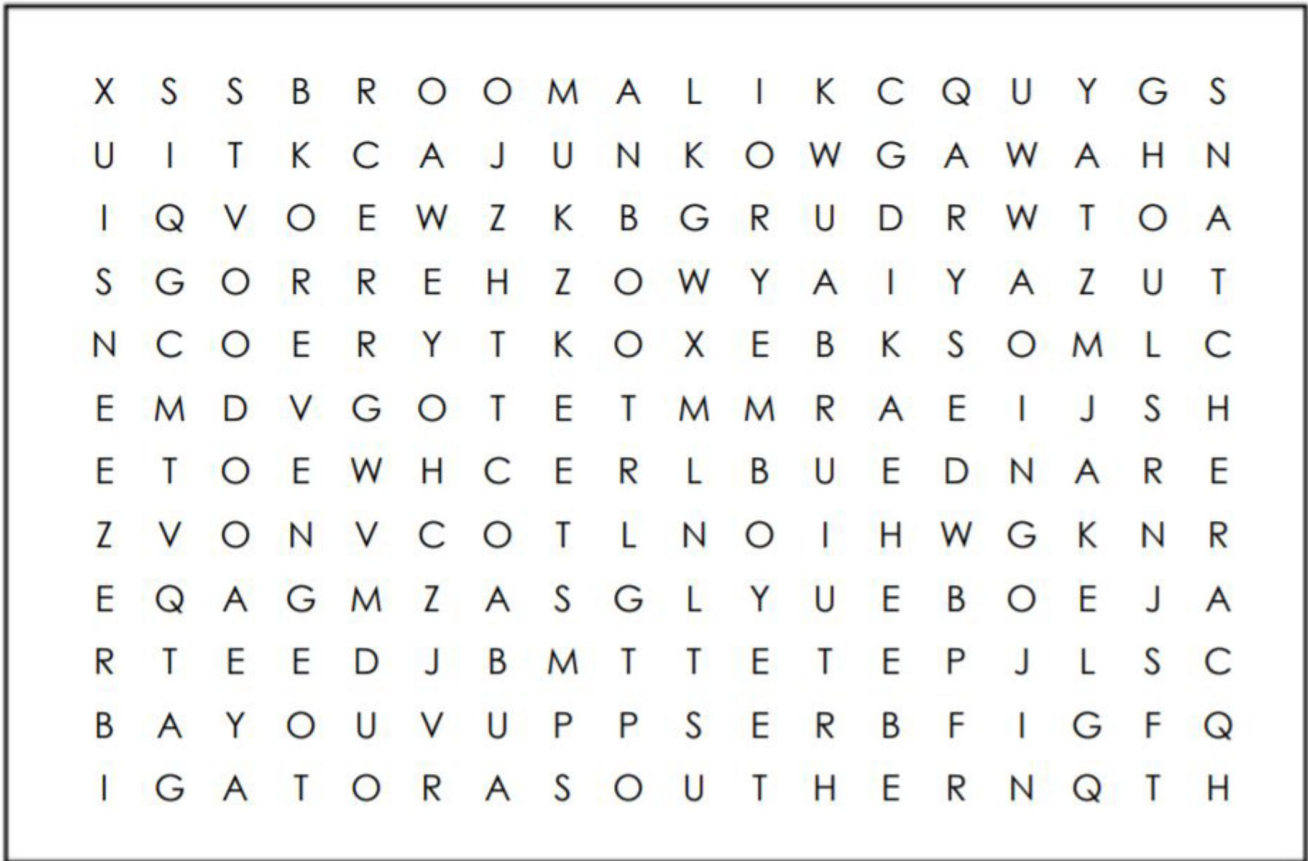 X S S B R O O M A L I K C Q U Y G S
U I T K C A J U N K O W G A W A H N
I Q V O E W Z K B G R U D R W T O A
S G O R R E H Z O W Y A I Y A Z U T
N C O E R Y T K O X E B K S O M L C
E M D V G O T E T M M R A E I J S H
E T O E W H C E R L B U E D N A R E
Z V O N V C O T L N O I H W G K N R
E Q A G M Z A S G L Y U E B O E J A
R T E E D J B M T T E T E P J L S C
B A Y O U V U P P S E R B F I G F Q
I G A T O R A S O U T H E R N Q T H